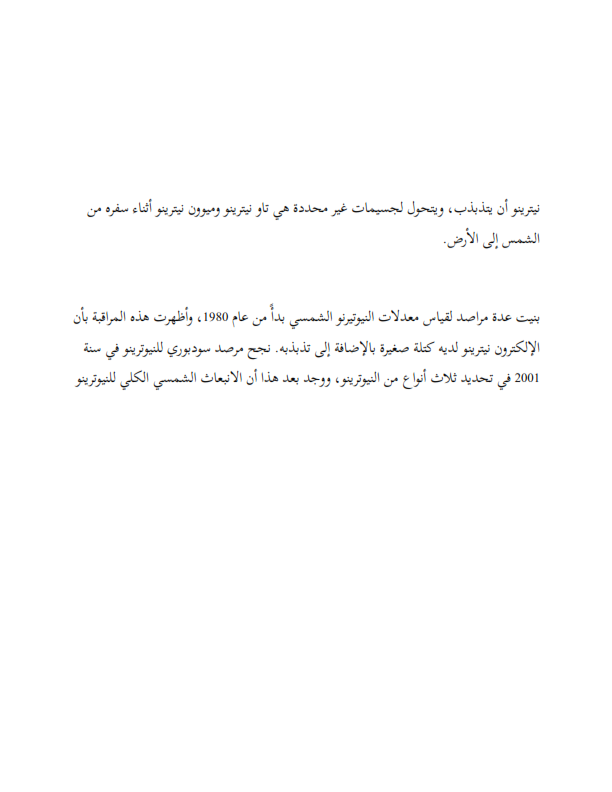 نيترينو أن يتذبذب، ويتحول لجسيمات غير محددة هي تاو نيترينو وميوون نيترينو أثناء سفره من
الشمس إلى الأرض.
بنيت عدة مراصد لقياس معدلات النيوتيرنو الشمسي بدأً من عام 1980، وأظهرت هذه المراقبة بأن
الإلكترون نيترينو لديه كتلة صغيرة بالإضافة إلى تذبذبه. نجح مرصد سودبوري للنيوترينو في سنة
2001 في تحديد ثلاث أنواع من النيوترينو، ووجد بعد هذا أن الانبعاث الشمسي الكلي للنيوترينو